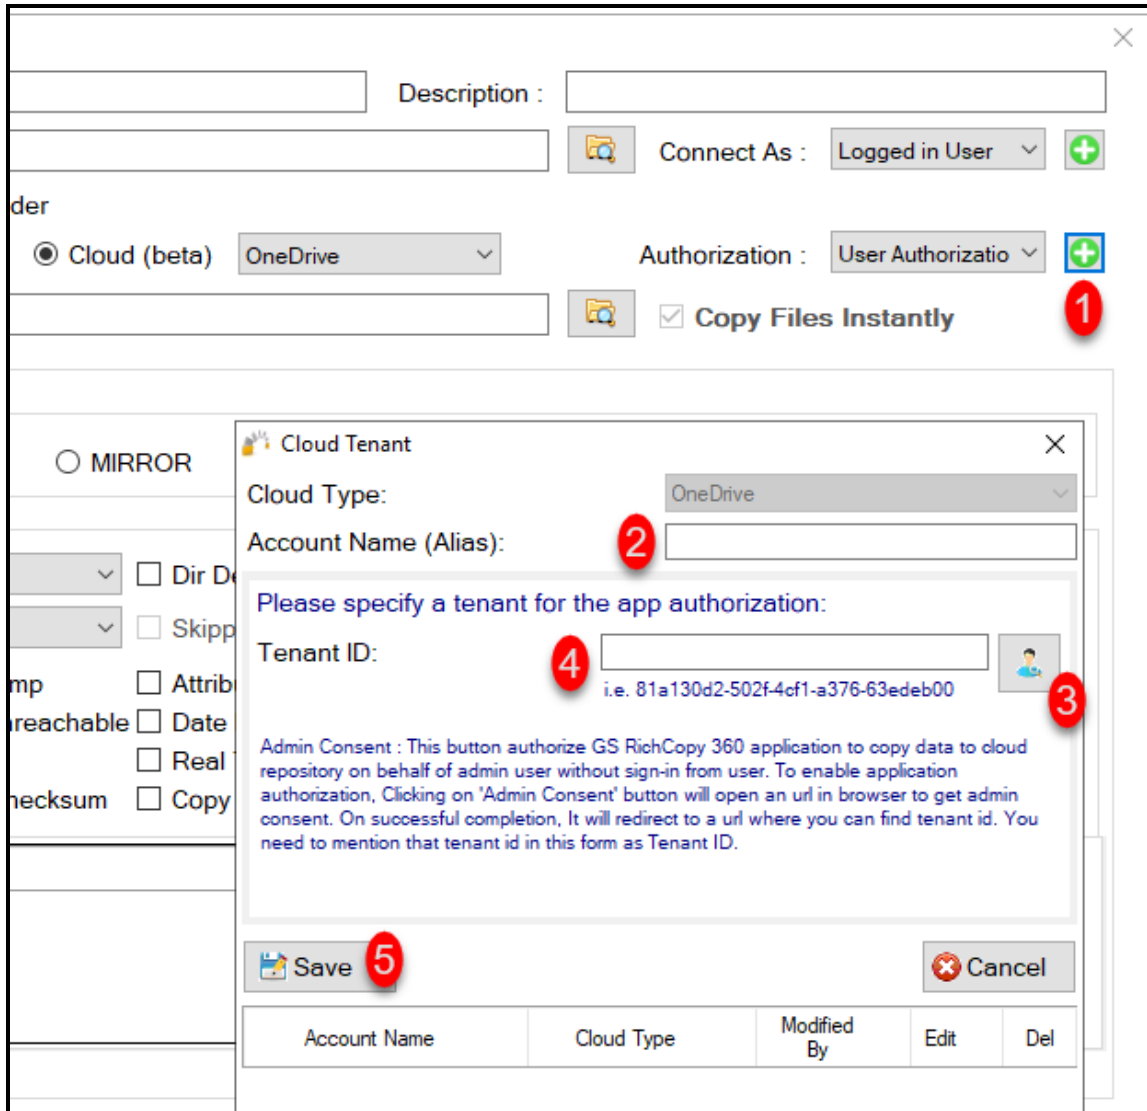 Description :
Connect As : Logged in User
der
Cloud (beta) OneDrive Authorization : User Authorizatio
1
Copy Files Instantly
MIRROR
Cloud Tenant
Cloud Type: OneDrive
Account Name (Alias): 2
Dir De
Please specify a tenant for the app authorization:
Skipp
Tenant ID: 4
i.e. 81a130d2-502f-4cf1-a376-63edeb00
3
mp Attribu
reachable Date
Real T
Admin Consent : This button authorize GS RichCopy 360 application to copy data to cloud
repository on behalf of admin user without sign-in from user. To enable application
authorization, Clicking on 'Admin Consent' button will open an url in browser to get admin
consent. On successful completion, It will redirect to a url where you can find tenant id. You
need to mention that tenant id in this form as Tenant ID.
hecksum Copy
Save 5 Cancel
Account Name Cloud Type Modified By Edit Del